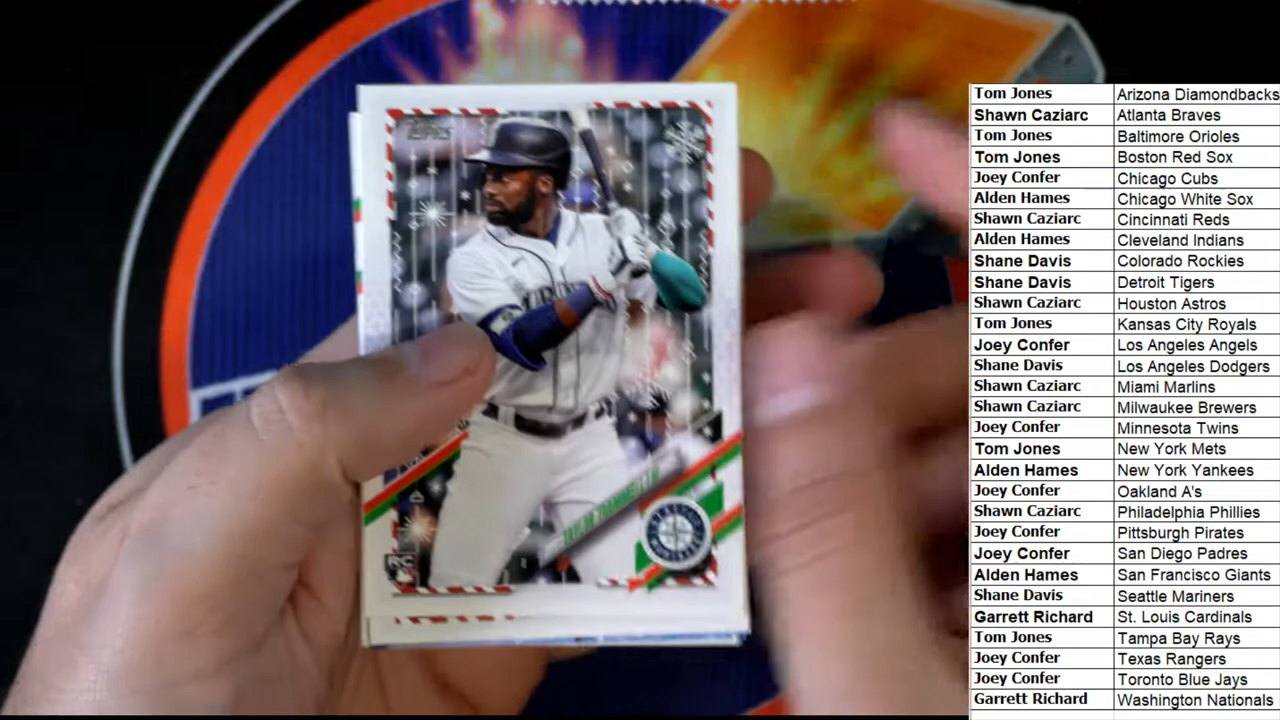 Topps
RC
Tom Jones Arizona Diamondbacks
Shawn Caziarc Atlanta Braves
Tom Jones Baltimore Orioles
Tom Jones Boston Red Sox
Joey Confer Chicago Cubs
Alden Hames Chicago White Sox
Shawn Caziarc Cincinnati Reds
Alden Hames Cleveland Indians
Shane Davis Colorado Rockies
Shane Davis Detroit Tigers
Shawn Caziarc Houston Astros
Tom Jones Kansas City Royals
Joey Confer Los Angeles Angels
Shane Davis Los Angeles Dodgers
Shawn Caziarc Miami Marlins
Shawn Caziarc Milwaukee Brewers
Joey Confer Minnesota Twins
Tom Jones New York Mets
Alden Hames New York Yankees
Joey Confer Oakland A's
Shawn Caziarc Philadelphia Phillies
Joey Confer Pittsburgh Pirates
Joey Confer San Diego Padres
Alden Hames San Francisco Giants
Shane Davis Seattle Mariners
Garrett Richard St. Louis Cardinals
Tom Jones Tampa Bay Rays
Joey Confer Texas Rangers
Joey Confer Toronto Blue Jays
Garrett Richard Washington Nationals